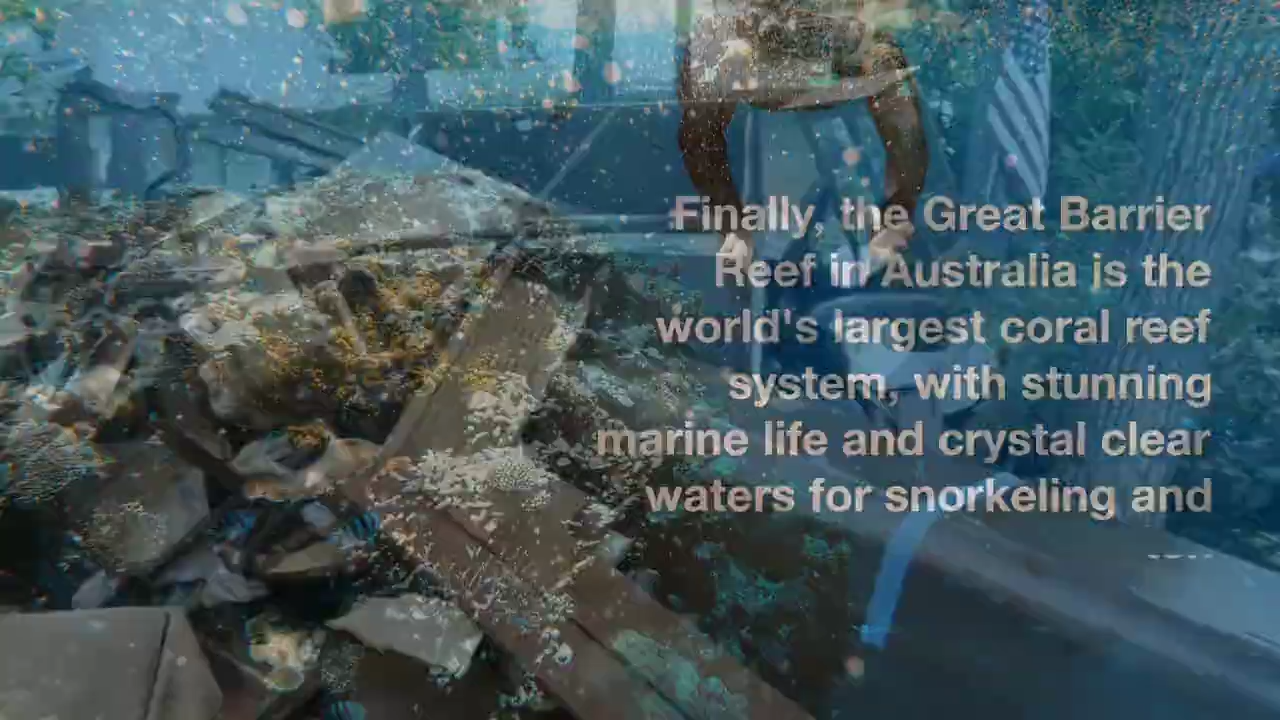 Finally, the Great Barrier
Reef in Australia is the
world's largest coral reef
system, with stunning
marine life and crystal clear
waters for snorkeling and